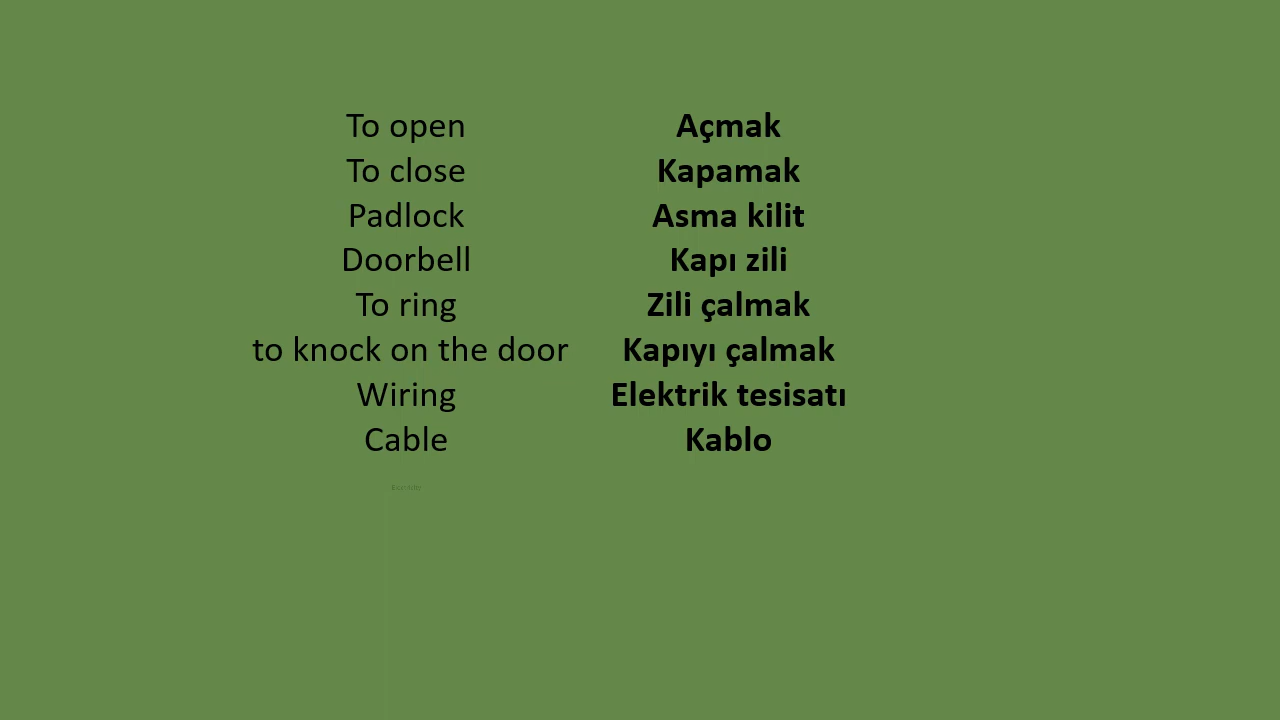 To open Açmak
To close Kapamak
Padlock Asma kilit
Doorbell Kapı zili
To ring Zili çalmak
to knock on the door Kapıyı çalmak
Wiring Elektrik tesisatı
Cable Kablo